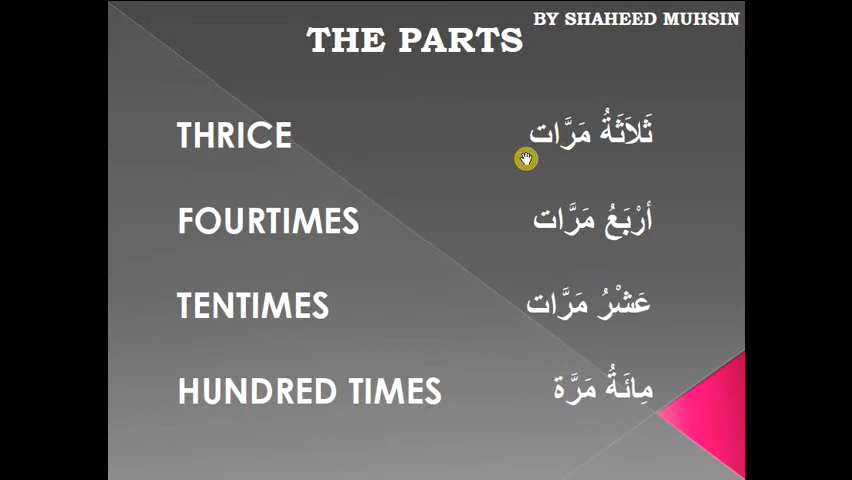 BY SHAHEED MUHSIN
THE PARTS
THRICE ثَلاَثَةُ مَرَّات
FOURTIMES أرْبَعُ مَرَّات
TENTIMES عَشْرُ مَرَّات
HUNDRED TIMES مِائَةُ مَرَّة